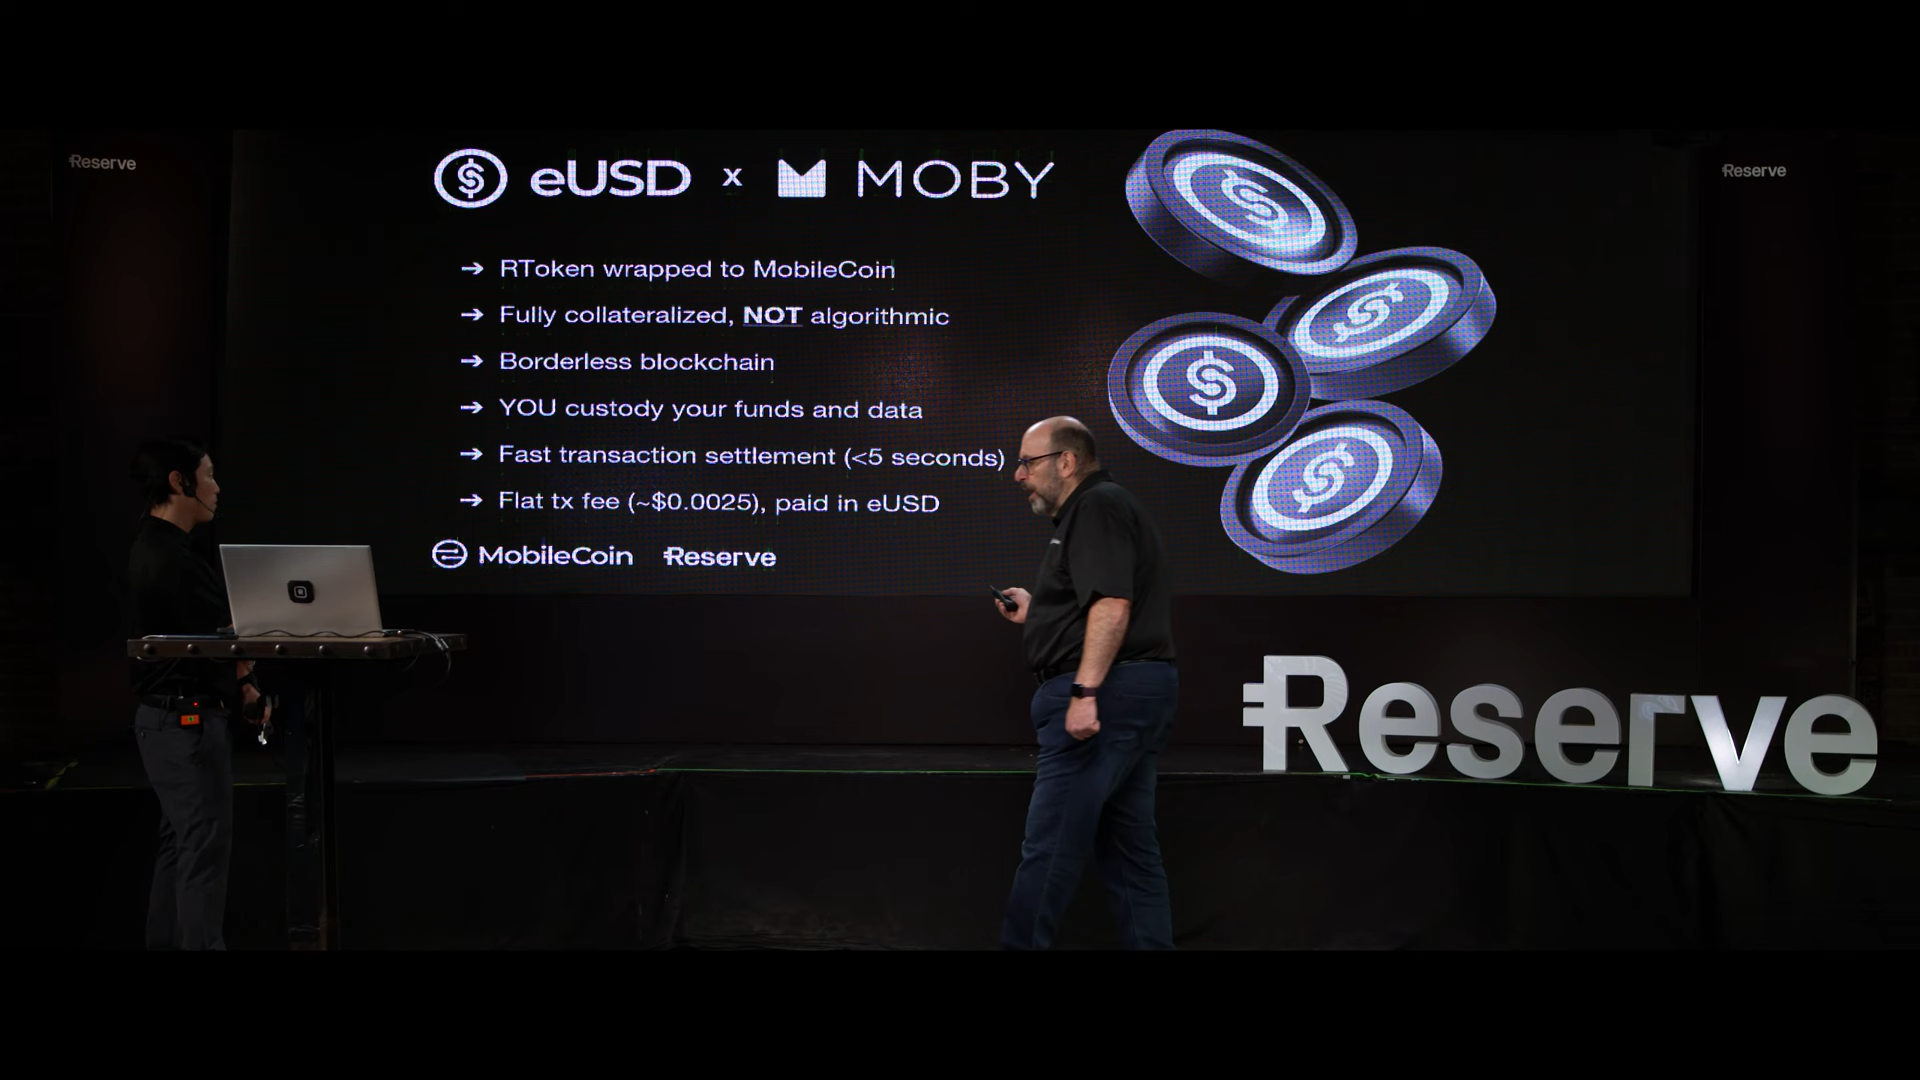 Reserve
Reserve
eUSD x MOBY
→ RToken wrapped to MobileCoin
→ Fully collateralized, NOT algorithmic
→ Borderless blockchain
→ YOU custody your funds and data
→ Fast transaction settlement (<5 seconds)
→ Flat tx fee (~$0.0025), paid in eUSD
MobileCoin Reserve
Reserve